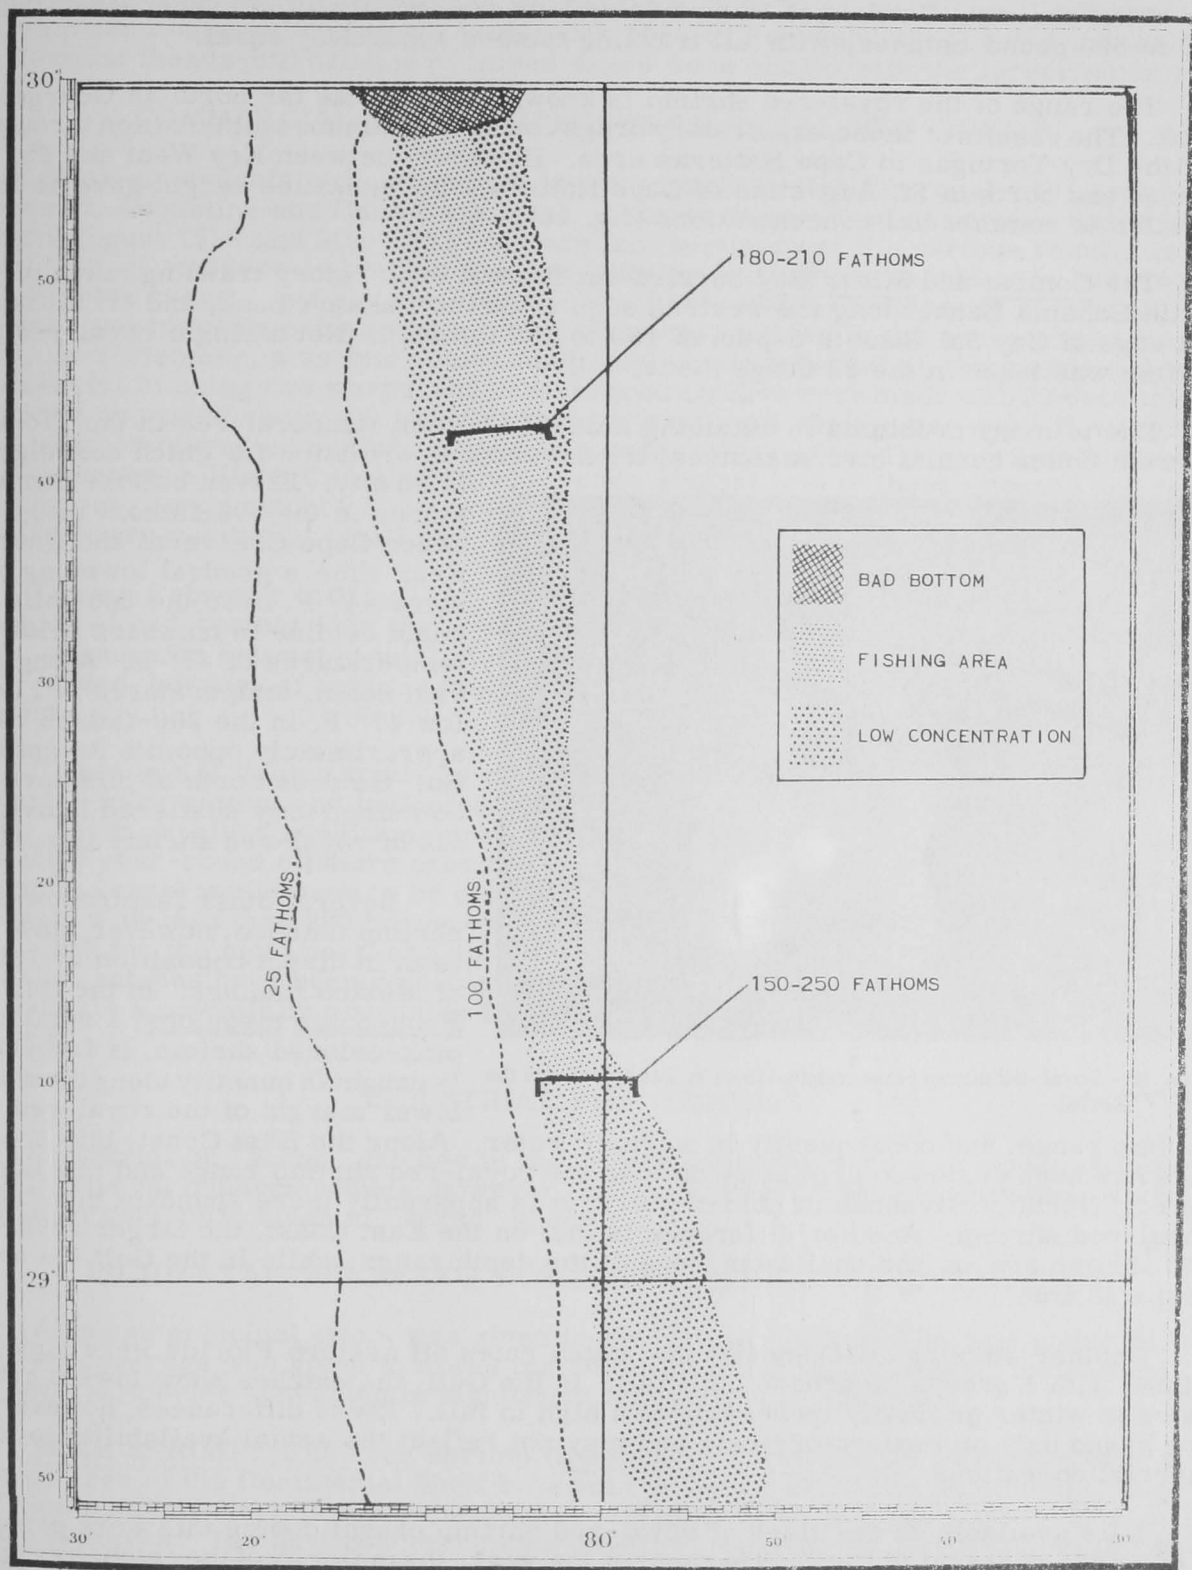 30°
50
180-210 FATHOMS
40
BAD BOTTOM
FISHING AREA
30
LOW CONCENTRATION
20
25 FATHOMS
100 FATHOMS
150-250 FATHOMS
10
29°
50
30' 20' 80° 50 40 30